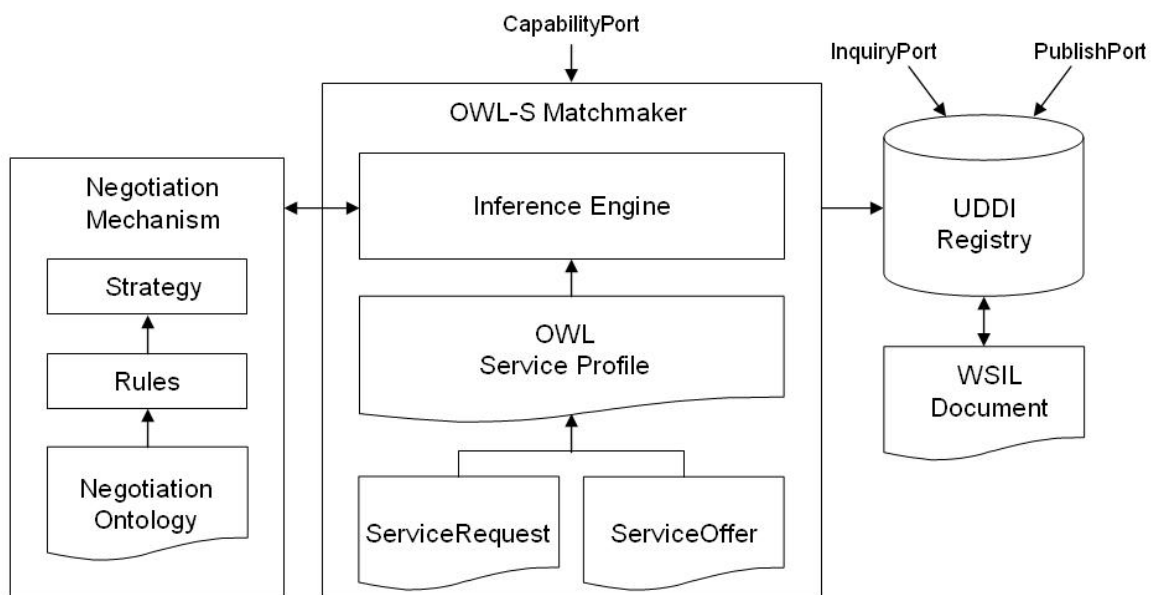 CapabilityPort
InquiryPort
PublishPort
OWL-S Matchmaker
Negotiation
Mechanism
Inference Engine
UDDI
Registry
Strategy
OWL
Service Profile
Rules
WSIL
Document
Negotiation
Ontology
ServiceRequest
ServiceOffer